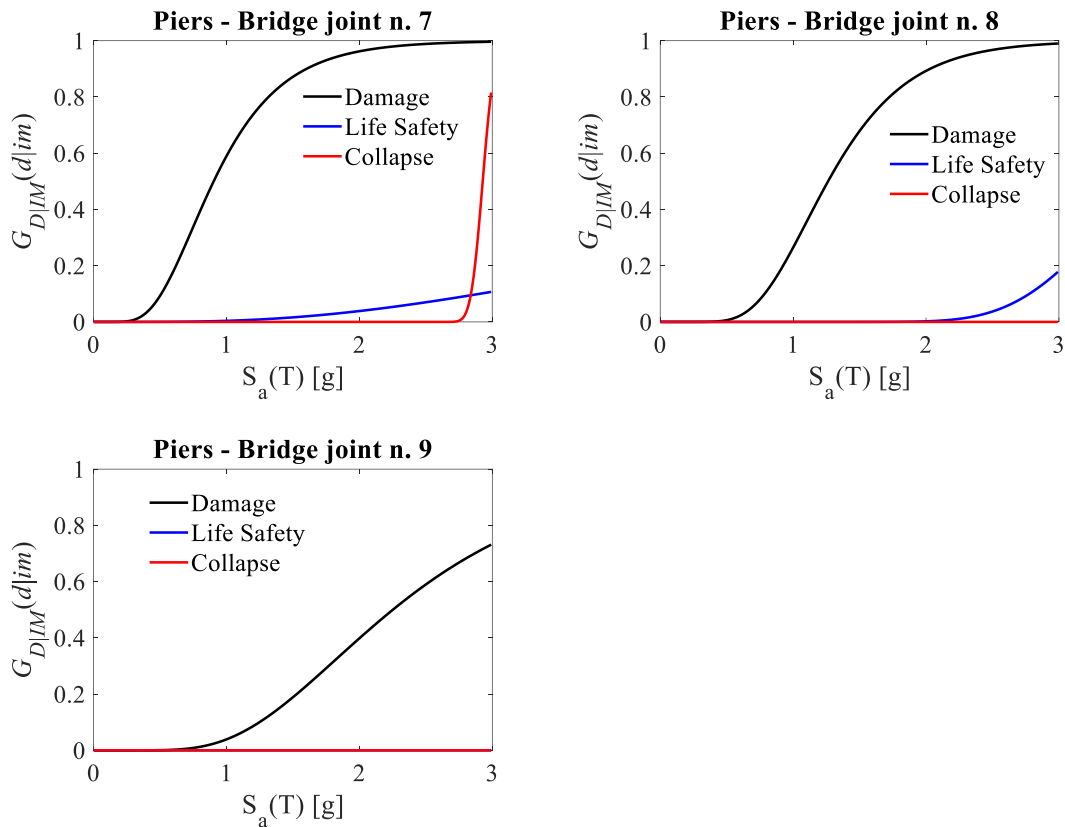 Piers - Bridge joint n. 7
1
0.8
0.6
0.4
0.2
0
G_{D|IM}(d|im)
Damage
Life Safety
Collapse
0 1 2 3
S_a(T) [g]
Piers - Bridge joint n. 8
1
0.8
0.6
0.4
0.2
0
G_{D|IM}(d|im)
Damage
Life Safety
Collapse
0 1 2 3
S_a(T) [g]
Piers - Bridge joint n. 9
1
0.8
0.6
0.4
0.2
0
G_{D|IM}(d|im)
Damage
Life Safety
Collapse
0 1 2 3
S_a(T) [g]